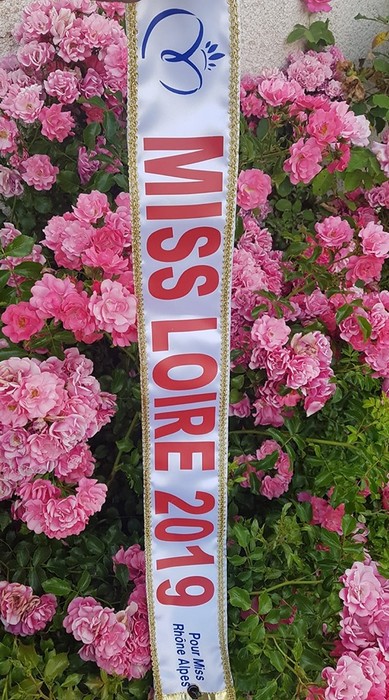 MISS LOIRE 2019
Pour Miss
Rhône Alpes